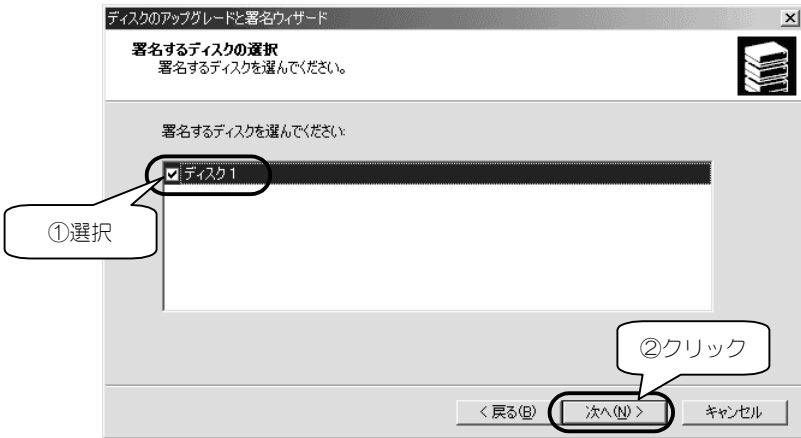 ディスクのアップグレードと署名ウィザード
署名するディスクの選択
署名するディスクを選んでください。
署名するディスクを選んでください:
ディスク 1
①選択
②クリック
< 戻る(B)
次へ(N) >
キャンセル